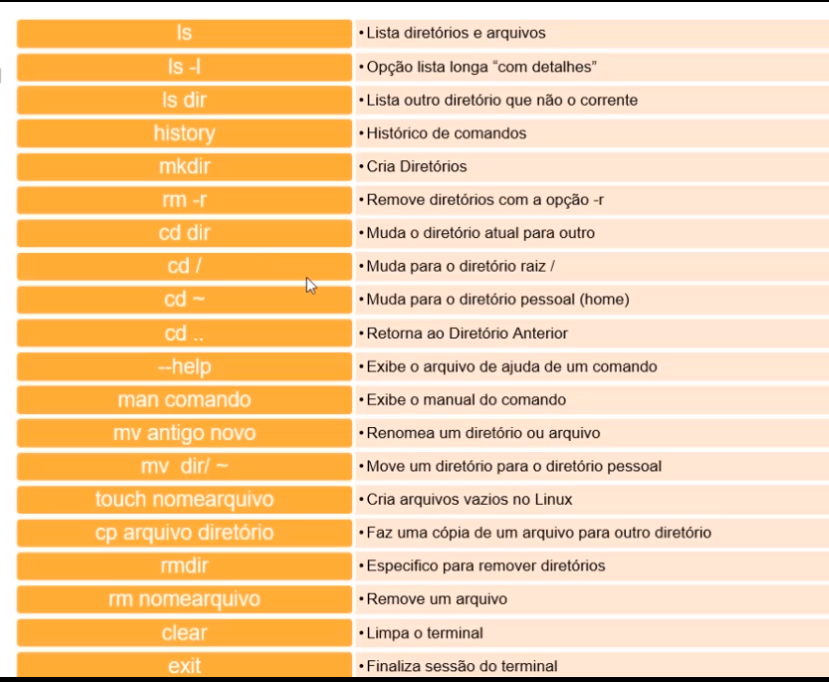 ls • Lista diretórios e arquivos
ls -l • Opção lista longa “com detalhes”
ls dir • Lista outro diretório que não o corrente
history • Histórico de comandos
mkdir • Cria Diretórios
rm -r • Remove diretórios com a opção -r
cd dir • Muda o diretório atual para outro
cd / • Muda para o diretório raiz /
cd ~ • Muda para o diretório pessoal (home)
cd .. • Retorna ao Diretório Anterior
--help • Exibe o arquivo de ajuda de um comando
man comando • Exibe o manual do comando
mv antigo novo • Renomea um diretório ou arquivo
mv dir/ ~ • Move um diretório para o diretório pessoal
touch nomearquivo • Cria arquivos vazios no Linux
cp arquivo diretório • Faz uma cópia de um arquivo para outro diretório
rmdir • Especifico para remover diretórios
rm nomearquivo • Remove um arquivo
clear • Limpa o terminal
exit • Finaliza sessão do terminal